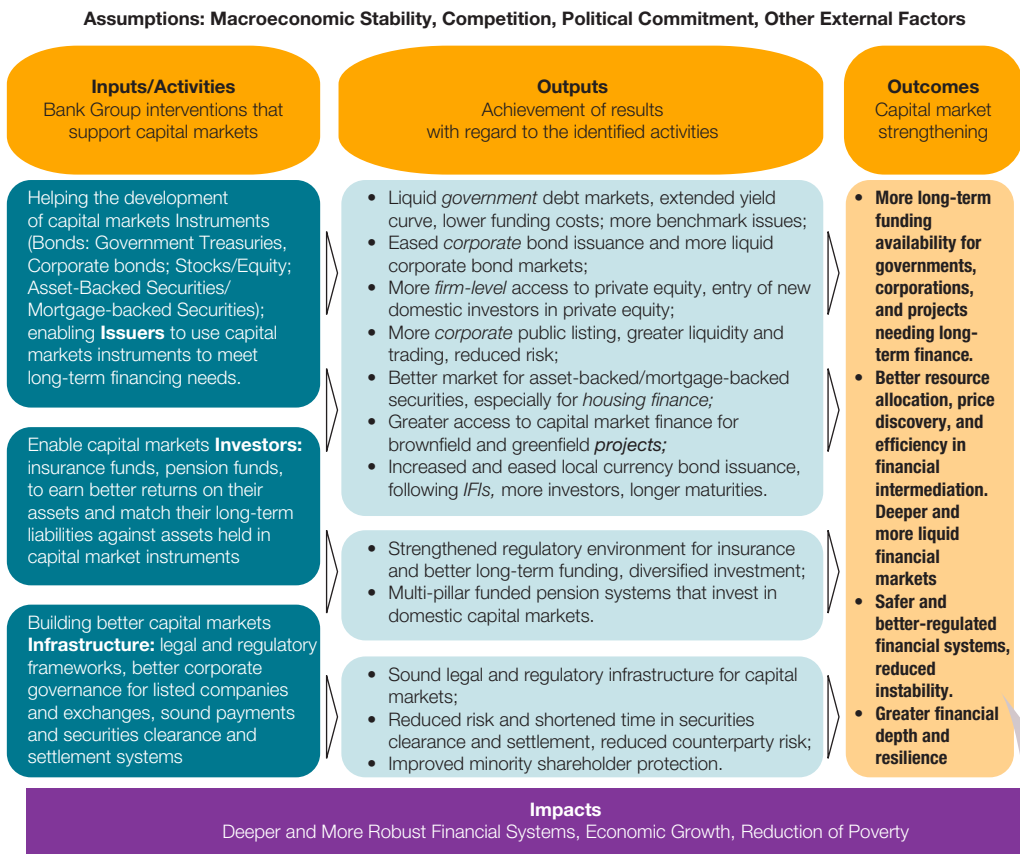 Assumptions: Macroeconomic Stability, Competition, Political Commitment, Other External Factors
Inputs/Activities
Bank Group interventions that
support capital markets
Outputs
Achievement of results
with regard to the identified activities
Outcomes
Capital market
strengthening
Helping the development
of capital markets Instruments
(Bonds: Government Treasuries,
Corporate bonds; Stocks/Equity;
Asset-Backed Securities/
Mortgage-backed Securities);
enabling Issuers to use capital
markets instruments to meet
long-term financing needs.
Enable capital markets Investors:
insurance funds, pension funds,
to earn better returns on their
assets and match their long-term
liabilities against assets held in
capital market instruments
Building better capital markets
Infrastructure: legal and regulatory
frameworks, better corporate
governance for listed companies
and exchanges, sound payments
and securities clearance and
settlement systems
• Liquid government debt markets, extended yield
curve, lower funding costs; more benchmark issues;
• Eased corporate bond issuance and more liquid
corporate bond markets;
• More firm-level access to private equity, entry of new
domestic investors in private equity;
• More corporate public listing, greater liquidity and
trading, reduced risk;
• Better market for asset-backed/mortgage-backed
securities, especially for housing finance;
• Greater access to capital market finance for
brownfield and greenfield projects;
• Increased and eased local currency bond issuance,
following IFIs, more investors, longer maturities.
• Strengthened regulatory environment for insurance
and better long-term funding, diversified investment;
• Multi-pillar funded pension systems that invest in
domestic capital markets.
• Sound legal and regulatory infrastructure for capital
markets;
• Reduced risk and shortened time in securities
clearance and settlement, reduced counterparty risk;
• Improved minority shareholder protection.
• More long-term
funding
availability for
governments,
corporations,
and projects
needing long-
term finance.
• Better resource
allocation, price
discovery, and
efficiency in
financial
intermediation.
Deeper and
more liquid
financial
markets
• Safer and
better-regulated
financial systems,
reduced
instability.
• Greater financial
depth and
resilience
Impacts
Deeper and More Robust Financial Systems, Economic Growth, Reduction of Poverty